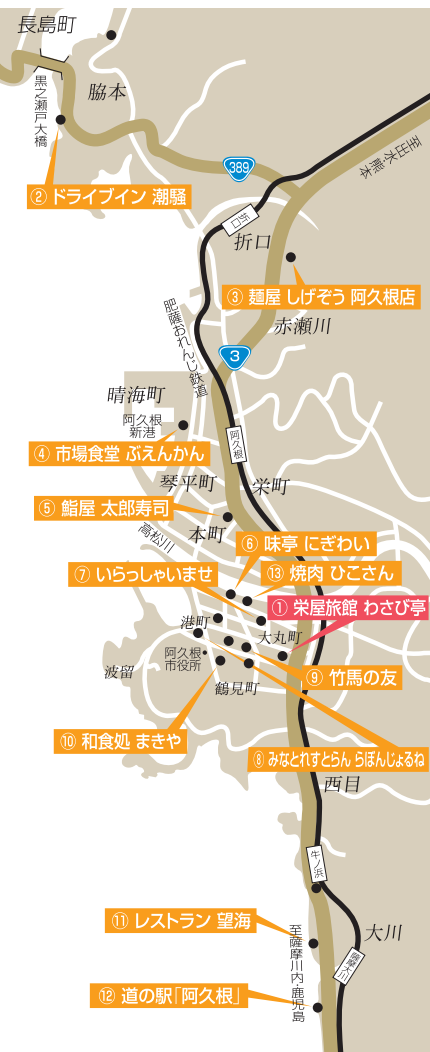 長島町
黒之瀬戸大橋
脇本
至出水・熊本
389
② ドライブイン 潮騒
折口
折口
③ 麺屋 しげぞう 阿久根店
赤瀬川
肥薩おれんじ鉄道
3
晴海町
阿久根
新港
阿久根
④ 市場食堂 ぶえんかん
琴平町
栄町
⑤ 鮨屋 太郎寿司
本町
高松川
⑥ 味亭 にぎわい
⑦ いらっしゃいませ
⑬ 焼肉 ひこさん
① 栄屋旅館 わさび亭
港町
大丸町
阿久根
市役所
波留
⑨ 竹馬の友
鶴見町
⑩ 和食処 まきや
⑧ みなとれすとらん らぽんじょるね
西目
牛ノ浜
⑪ レストラン 望海
大川
至薩摩川内・鹿児島
薩摩大川
⑫ 道の駅「阿久根」